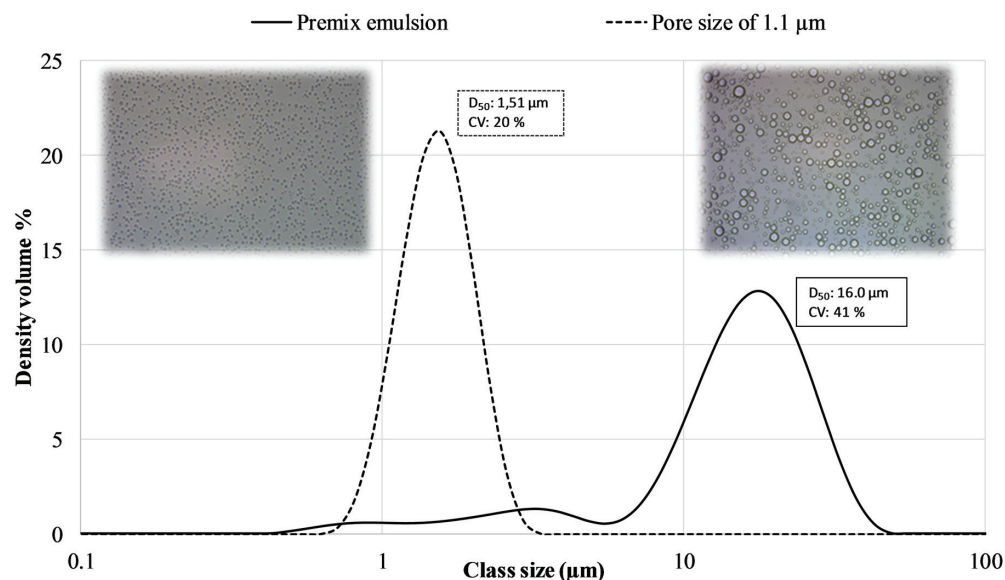 Premix emulsion
Pore size of 1.1 µm
25
20
15
10
5
0
Density volume %
D50: 1,51 µm
CV: 20 %
D50: 16.0 µm
CV: 41 %
0.1
1
10
100
Class size (µm)